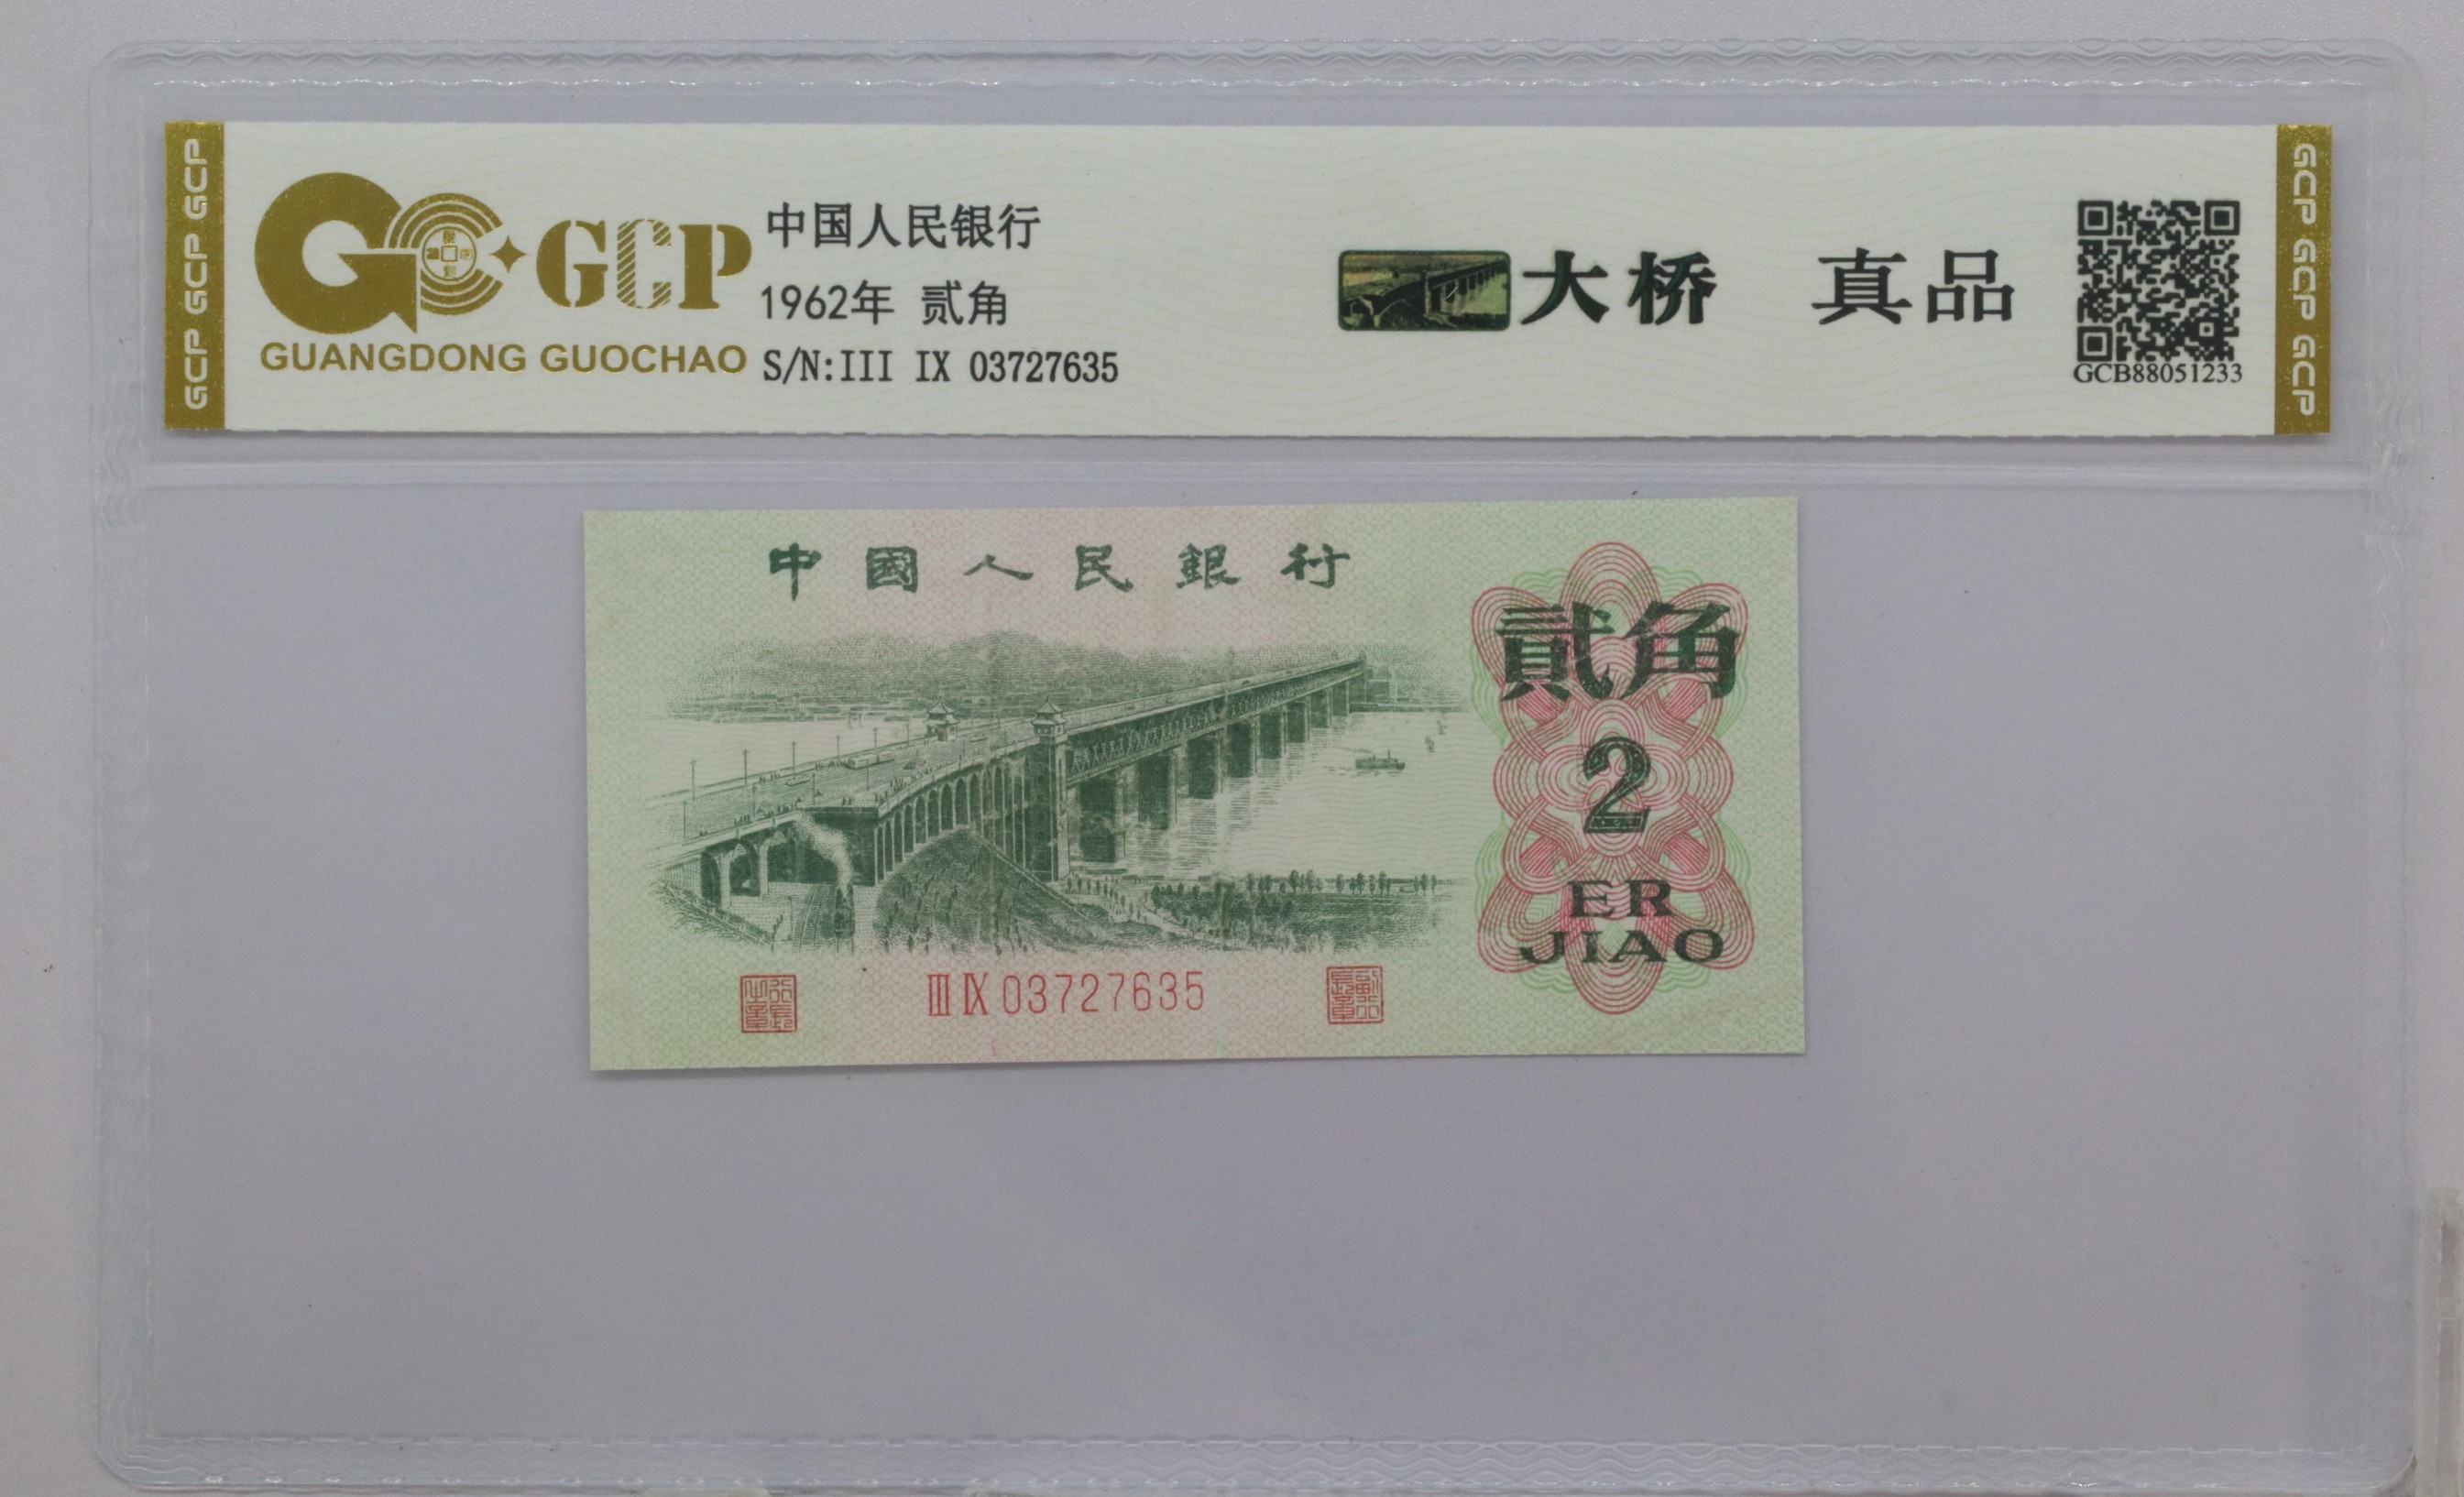 GCP GCP GCP
GCP
GUANGDONG GUOCHAO
中国人民银行
1962年 贰角
S/N:III IX 03727635
大桥 真品
GCB88051233
GCP GCP GCP
中國人民銀行
貳角
2
ER
JIAO
III IX 03727635